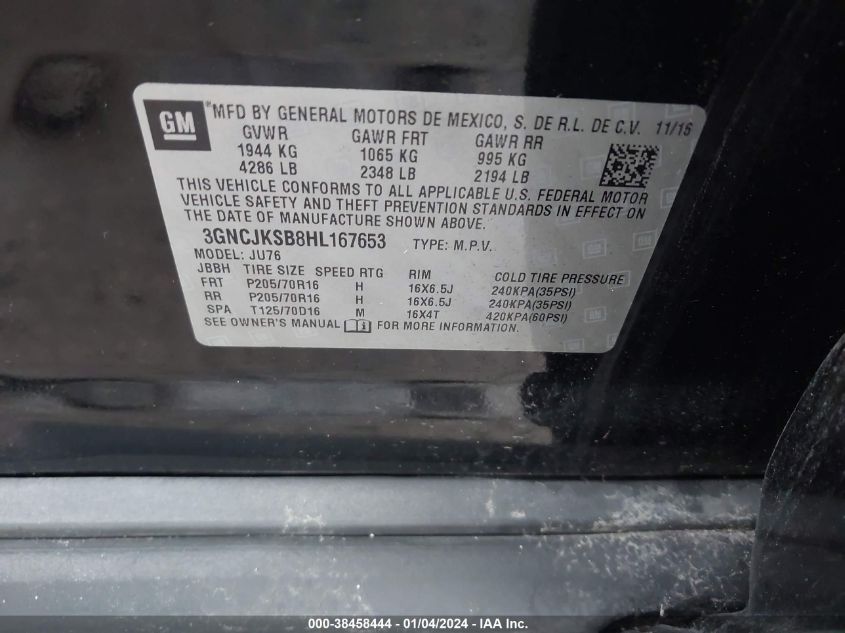 GM
*MFD BY GENERAL MOTORS DE MEXICO, S. DE R.L. DE C.V. 11/16
GVWR GAWR FRT GAWR RR
1944 KG 1065 KG 995 KG
4286 LB 2348 LB 2194 LB
THIS VEHICLE CONFORMS TO ALL APPLICABLE U.S. FEDERAL MOTOR
VEHICLE SAFETY AND THEFT PREVENTION STANDARDS IN EFFECT ON
THE DATE OF MANUFACTURE SHOWN ABOVE.
3GNCJKSB8HL167653 TYPE: M.P.V.
MODEL: JU76
JBBH TIRE SIZE SPEED RTG RIM COLD TIRE PRESSURE
FRT P205/70R16 H 16X6.5J 240KPA(35PSI)
RR P205/70R16 H 16X6.5J 240KPA(35PSI)
SPA T125/70D16 M 16X4T 420KPA(60PSI)
SEE OWNER'S MANUAL FOR MORE INFORMATION.
000-38458444 - 01/04/2024 - IAA Inc.